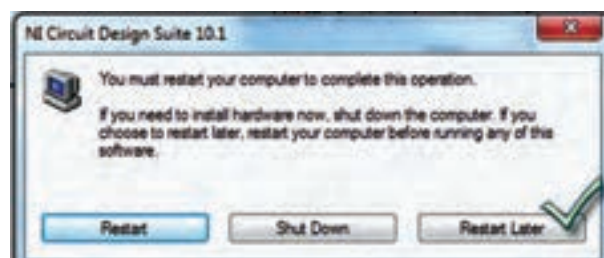 NI Circuit Design Suite 10.1
You must restart your computer to complete this operation.
If you need to install hardware now, shut down the computer. If you
choose to restart later, restart your computer before running any of this
software.
Restart
Shut Down
Restart Later